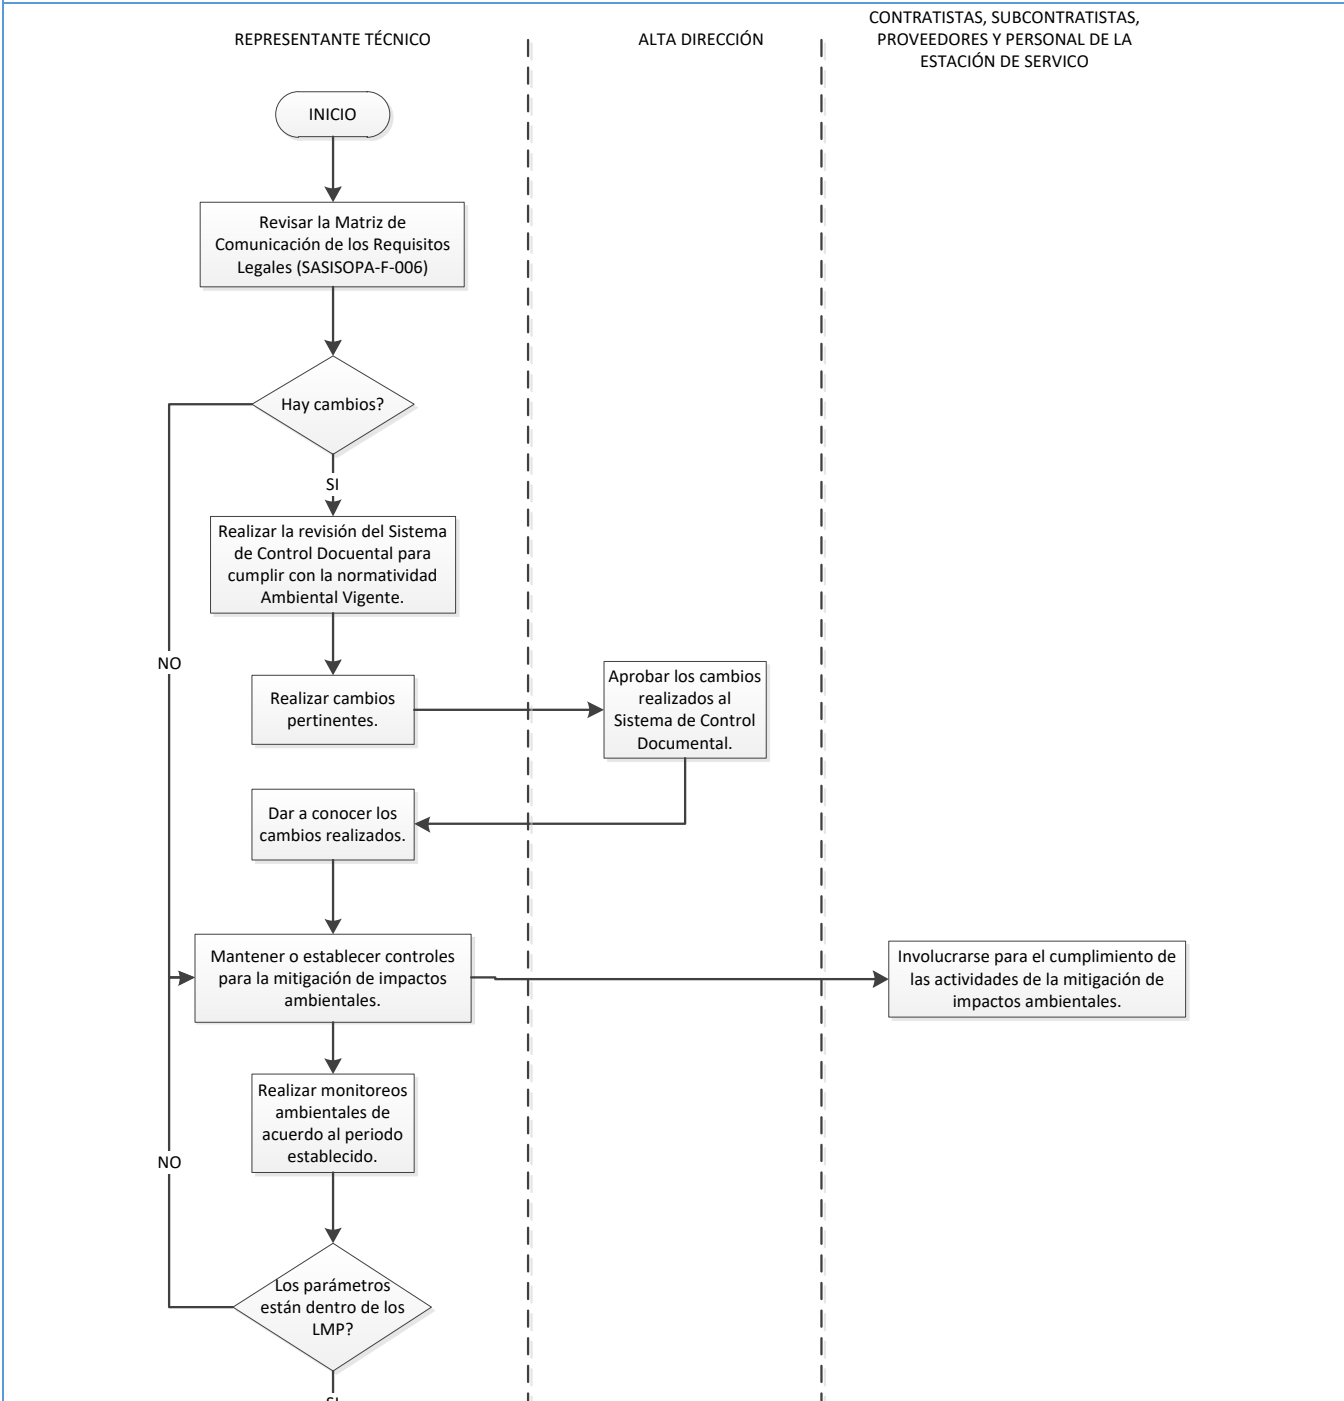 REPRESENTANTE TÉCNICO
ALTA DIRECCIÓN
CONTRATISTAS, SUBCONTRATISTAS,
PROVEEDORES Y PERSONAL DE LA
ESTACIÓN DE SERVICO
INICIO
Revisar la Matriz de
Comunicación de los Requisitos
Legales (SASISOPA-F-006)
Hay cambios?
SI
Realizar la revisión del Sistema
de Control Docuental para
cumplir con la normatividad
Ambiental Vigente.
NO
Realizar cambios
pertinentes.
Aprobar los cambios
realizados al
Sistema de Control
Documental.
Dar a conocer los
cambios realizados.
Mantener o establecer controles
para la mitigación de impactos
ambientales.
Involucrarse para el cumplimiento de
las actividades de la mitigación de
impactos ambientales.
Realizar monitoreos
ambientales de
acuerdo al periodo
establecido.
NO
Los parámetros
están dentro de los
LMP?
SI